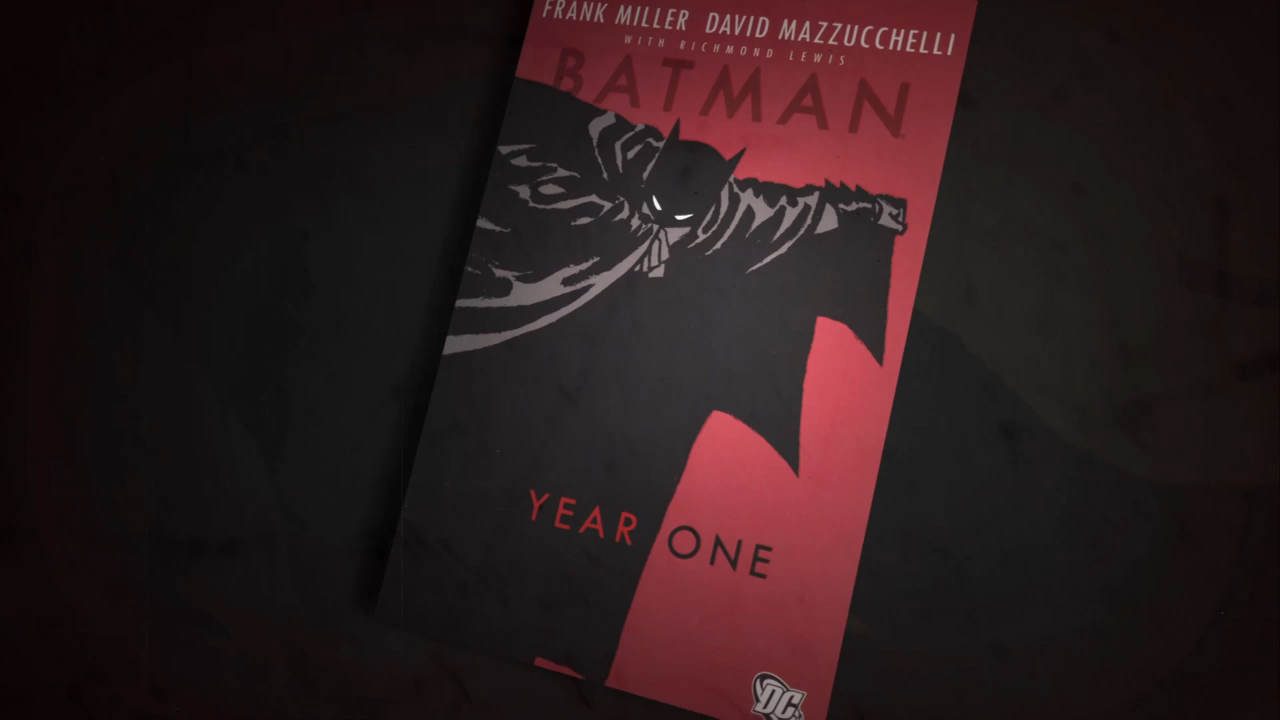 FRANK MILLER DAVID MAZZUCCHELLI
WITH RICHMOND LEWIS
BATMAN
YEAR ONE
DC